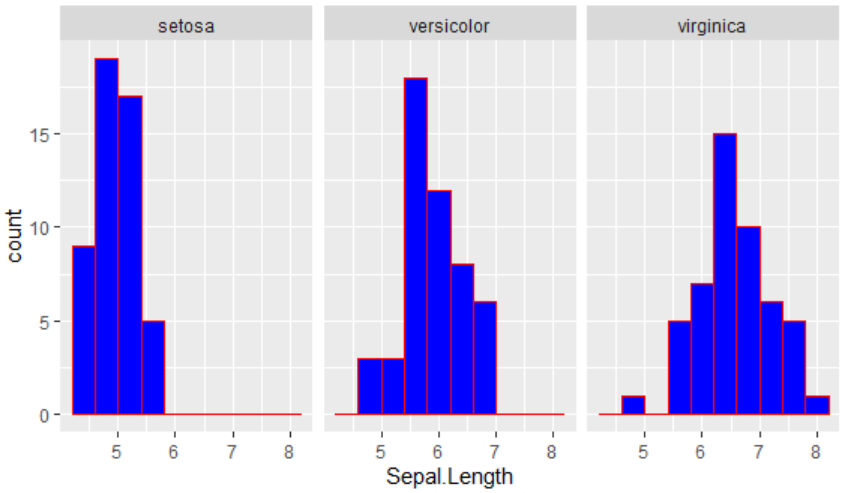 setosa versicolor virginica
count
15
10
5
0
5 6 7 8 5 6 7 8 5 6 7 8
Sepal.Length